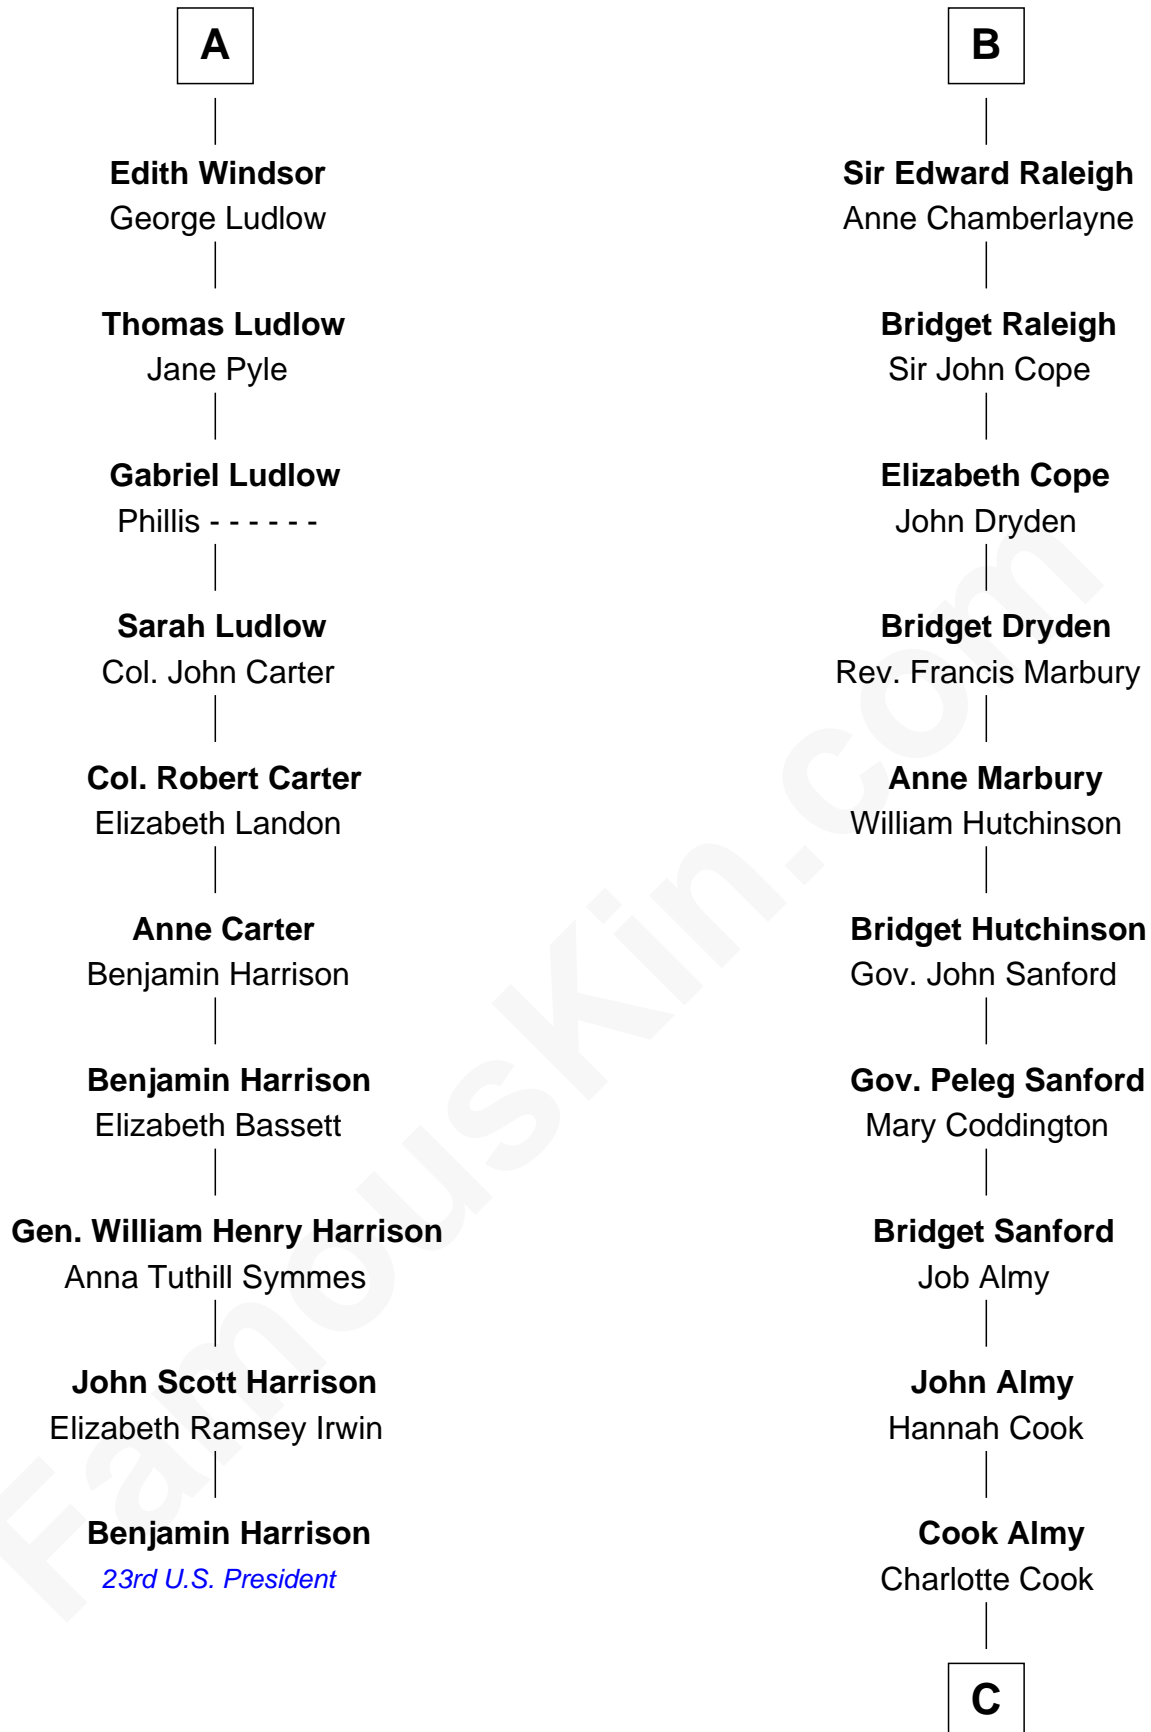 A
Edith Windsor
George Ludlow
Thomas Ludlow
Jane Pyle
Gabriel Ludlow
Phillis - - - - - -
Sarah Ludlow
Col. John Carter
Col. Robert Carter
Elizabeth Landon
Anne Carter
Benjamin Harrison
Benjamin Harrison
Elizabeth Bassett
Gen. William Henry Harrison
Anna Tuthill Symmes
John Scott Harrison
Elizabeth Ramsey Irwin
Benjamin Harrison
23rd U.S. President
B
Sir Edward Raleigh
Anne Chamberlayne
Bridget Raleigh
Sir John Cope
Elizabeth Cope
John Dryden
Bridget Dryden
Rev. Francis Marbury
Anne Marbury
William Hutchinson
Bridget Hutchinson
Gov. John Sanford
Gov. Peleg Sanford
Mary Coddington
Bridget Sanford
Job Almy
John Almy
Hannah Cook
Cook Almy
Charlotte Cook
C
FamousKin.com